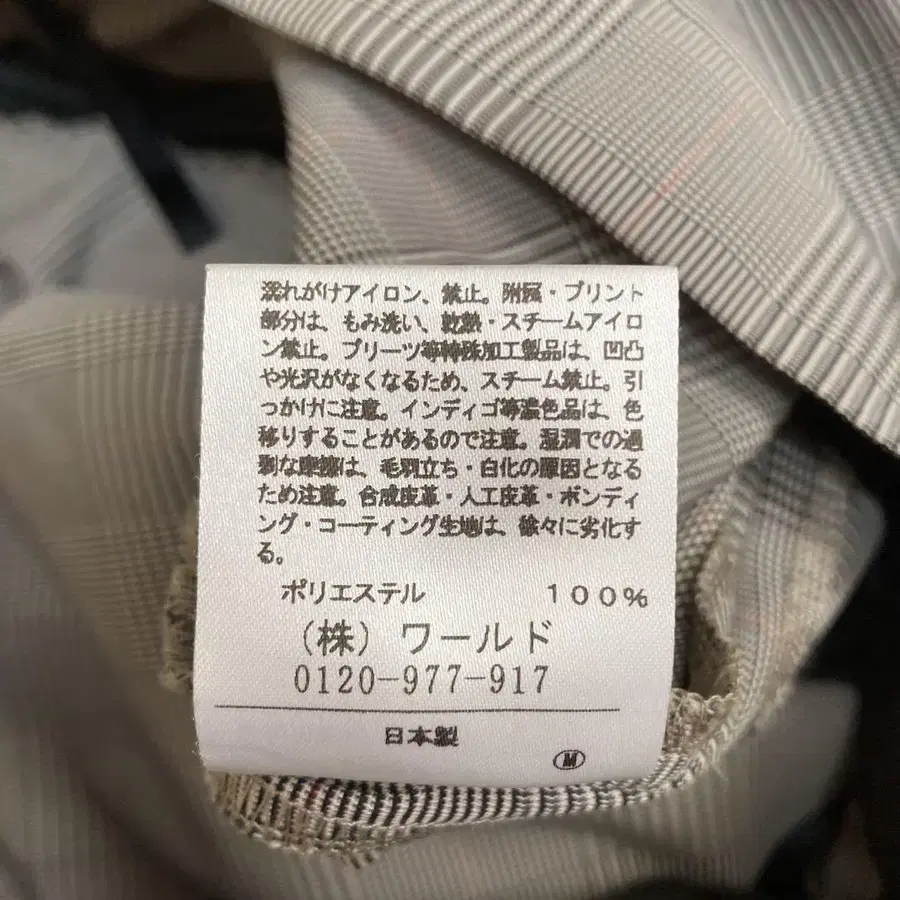 濡れがけアイロン、禁止。附属・プリント
部分は、もみ洗い、乾熱・スチームアイロ
ン禁止。プリーツ等特殊加工製品は、凹凸
や光沢がなくなるため、スチーム禁止。引
っかけに注意。インディゴ等濃色品は、色
移りすることがあるので注意。湿潤での過
剰な摩擦は、毛羽立ち・白化の原因となる
ため注意。合成皮革・人工皮革・ボンディ
ング・コーティング生地は、徐々に劣化す
る。
ポリエステル 100%
(株) ワールド
0120-977-917
日本製
M